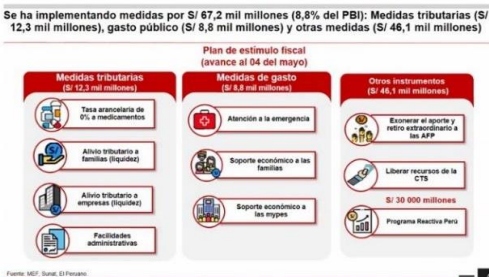 Se ha implementando medidas por S/ 67,2 mil millones (8,8% del PBI): Medidas tributarias (S/
12,3 mil millones), gasto público (S/ 8,8 mil millones) y otras medidas (S/ 46,1 mil millones)
Plan de estímulo fiscal
(avance al 04 del mayo)
Medidas tributarias
(S/ 12,3 mil millones)
Tasa arancelaria de
0% a medicamentos
Alivio tributario a
familias (liquidez)
Alivio tributario a
empresas (liquidez)
Facilidades
administrativas
Medidas de gasto
(S/ 8,8 mil millones)
Atención a la emergencia
Soporte económico a las
familias
Soporte económico a
las mypes
Otros instrumentos
(S/ 46,1 mil millones)
Exonerar el aporte y
retiro extraordinario a
las AFP
Liberar recursos de la
CTS
S/ 30 000 millones
Programa Reactiva Perú
Fuente: MEF, Sunat, El Peruano